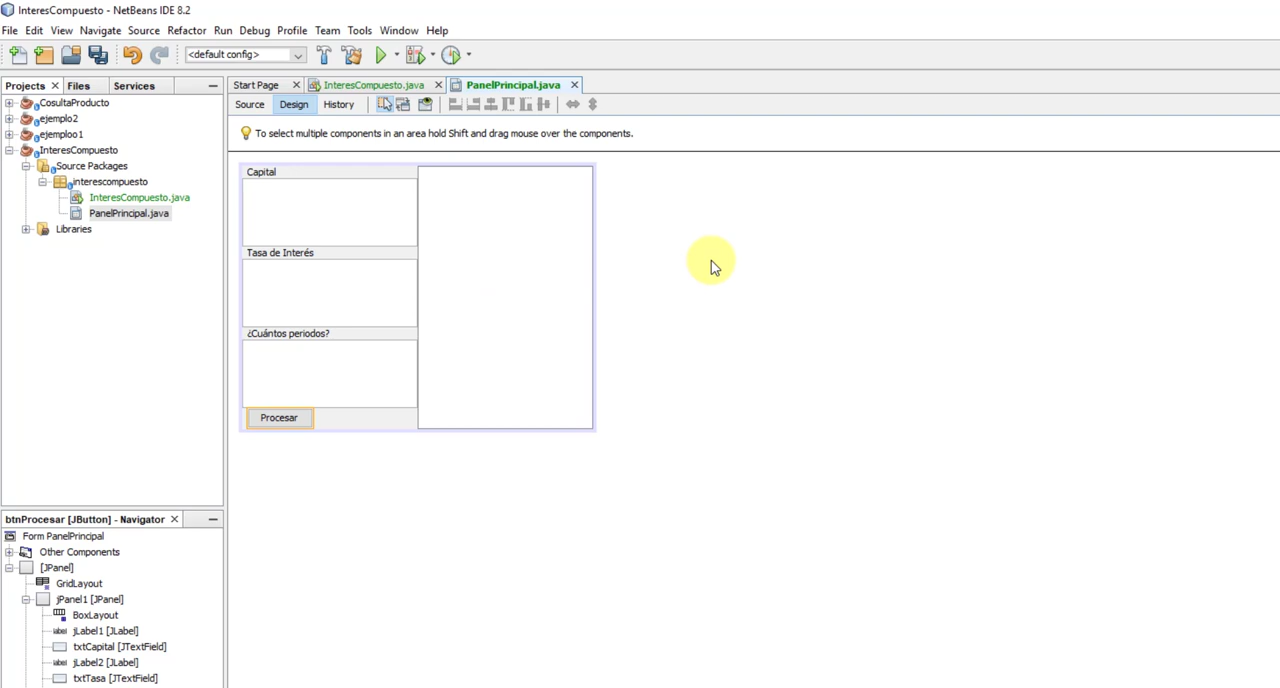 InteresCompuesto - NetBeans IDE 8.2
File Edit View Navigate Source Refactor Run Debug Profile Team Tools Window Help
<default config>
Projects Files Services
Start Page InteresCompuesto.java PanelPrincipal.java
Source Design History
To select multiple components in an area hold Shift and drag mouse over the components.
CosultaProducto
ejemplo2
ejemploo1
InteresCompuesto
Source Packages
interescompuesto
InteresCompuesto.java
PanelPrincipal.java
Libraries
Capital
Tasa de Interés
¿Cuántos periodos?
Procesar
btnProcesar [JButton] - Navigator
Form PanelPrincipal
Other Components
[JPanel]
GridLayout
jPanel1 [JPanel]
BoxLayout
label jLabel1 [JLabel]
txtCapital [JTextField]
label jLabel2 [JLabel]
txtTasa [JTextField]